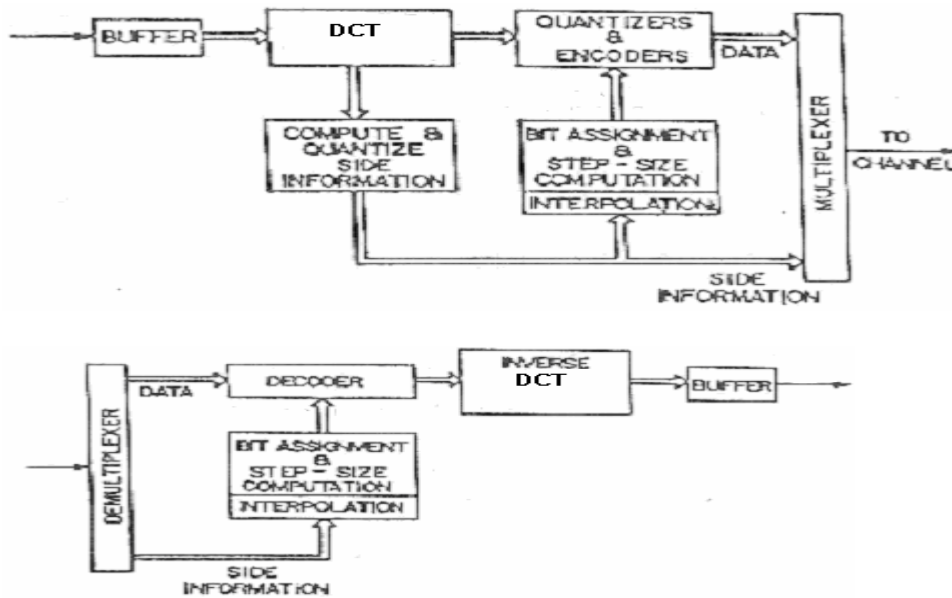 BUFFER
DCT
QUANTIZERS
&
ENCODERS
DATA
COMPUTE &
QUANTIZE
SIDE
INFORMATION
BIT ASSIGNMENT
&
STEP-SIZE
COMPUTATION
INTERPOLATION
MULTIPLEXER
TO
CHANNEL
SIDE
INFORMATION
DEMULTIPLEXER
DATA
DECODER
INVERSE
DCT
BUFFER
BIT ASSIGNMENT
&
STEP-SIZE
COMPUTATION
INTERPOLATION
SIDE
INFORMATION